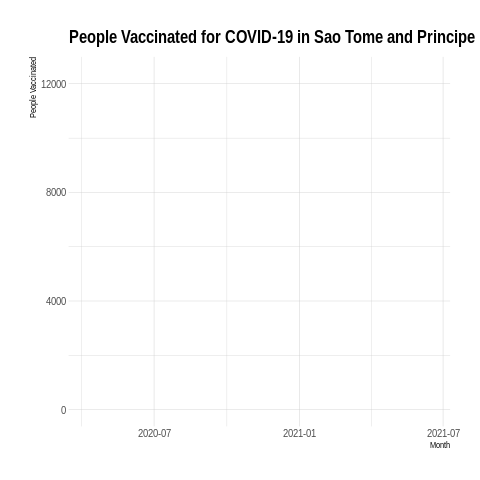 People Vaccinated for COVID-19 in Sao Tome and Principe
People Vaccinated
12000
8000
4000
0
2020-07
2021-01
2021-07
Month